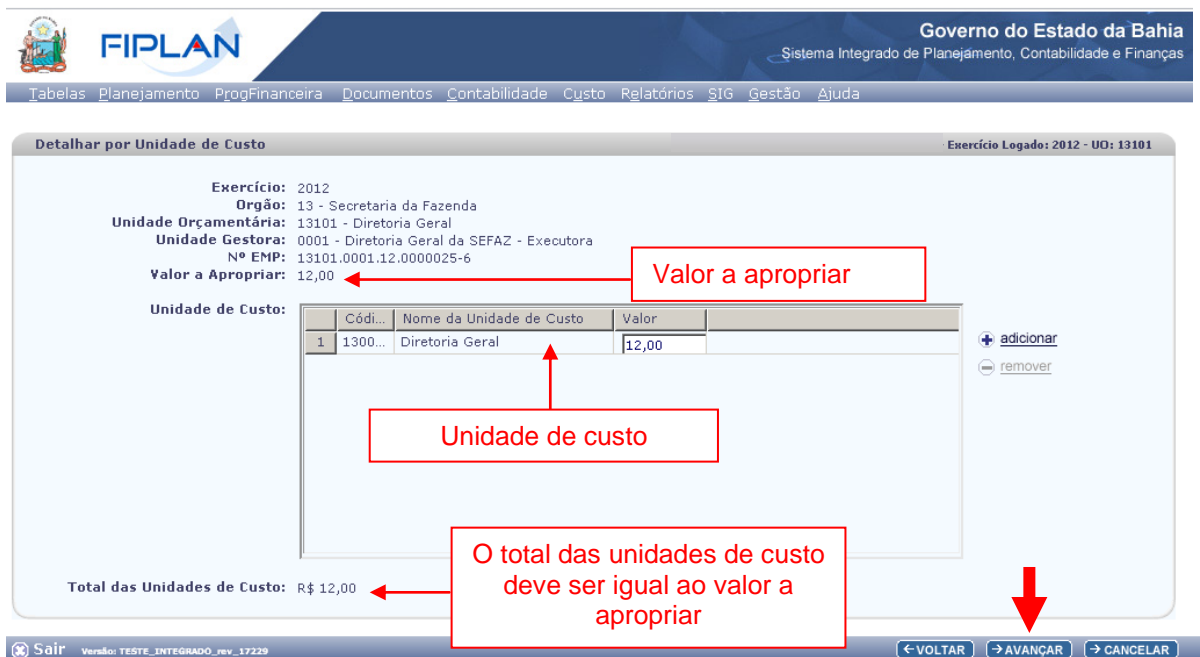 FIPLAN
Governo do Estado da Bahia
Sistema Integrado de Planejamento, Contabilidade e Finanças
Tabelas Planejamento ProgFinanceira Documentos Contabilidade Custo Relatórios SIG Gestão Ajuda
Detalhar por Unidade de Custo
Exercício Logado: 2012 - UO: 13101
Exercício: 2012
Orgão: 13 - Secretaria da Fazenda
Unidade Orçamentária: 13101 - Diretoria Geral
Unidade Gestora: 0001 - Diretoria Geral da SEFAZ - Executora
Nº EMP: 13101.0001.12.0000025-6
Valor a Apropriar: 12,00
Valor a apropriar
Unidade de Custo:
Códi... Nome da Unidade de Custo Valor
1 1300... Diretoria Geral 12,00
adicionar
remover
Unidade de custo
O total das unidades de custo
deve ser igual ao valor a
apropriar
Total das Unidades de Custo: R$ 12,00
Sair Versão: TESTE_INTEGRADO_rev_17229
VOLTAR AVANÇAR CANCELAR